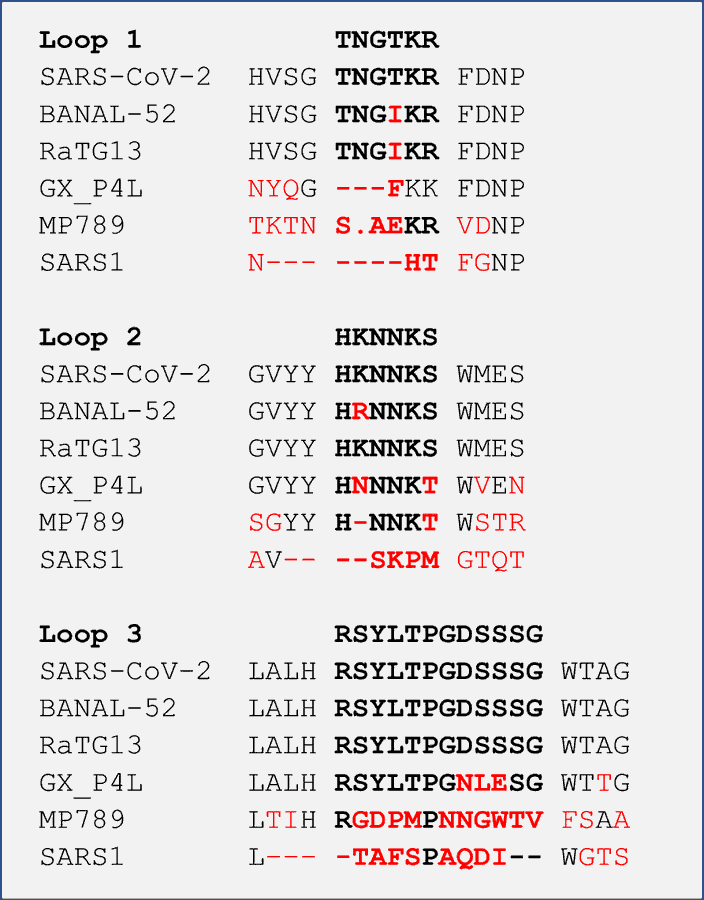 Loop 1 TNGTKR
SARS-CoV-2 HVSG TNGTKR FDNP
BANAL-52 HVSG TNGIKR FDNP
RaTG13 HVSG TNGIKR FDNP
GX_P4L NYQG ---FKK FDNP
MP789 TKTN S.AEKR VDNP
SARS1 N--- ----HT FGNP
Loop 2 HKNNKS
SARS-CoV-2 GVYY HKNNKS WMES
BANAL-52 GVYY HRNNKS WMES
RaTG13 GVYY HKNNKS WMES
GX_P4L GVYY HNNNKT WVEN
MP789 SGYY H-NNKT WSTR
SARS1 AV-- --SKPM GTQT
Loop 3 RSYLTPGDSSSG
SARS-CoV-2 LALH RSYLTPGDSSSG WTAG
BANAL-52 LALH RSYLTPGDSSSG WTAG
RaTG13 LALH RSYLTPGDSSSG WTAG
GX_P4L LALH RSYLTPGNLESG WTTG
MP789 LTIH RGDPMPNNGWTV FSAA
SARS1 L--- -TAFSPAQDI-- WGTS